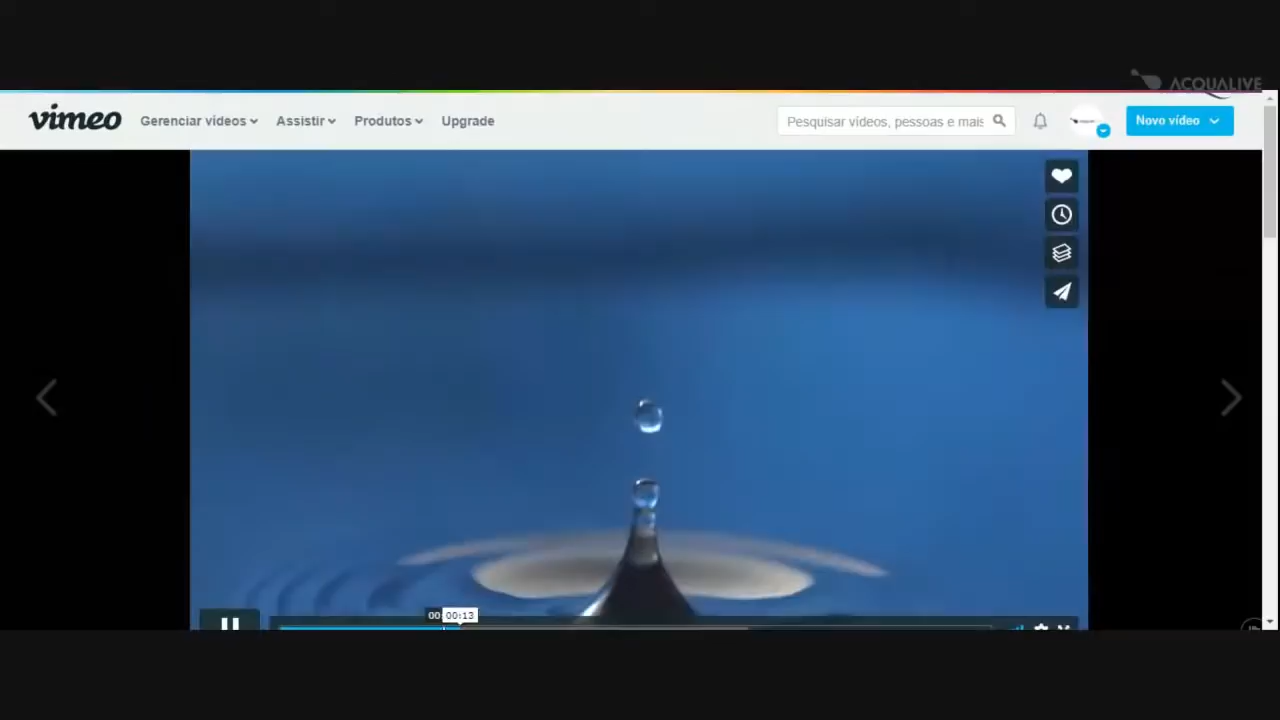 ACQUALIVE
vimeo Gerenciar vídeos Assistir Produtos Upgrade Pesquisar vídeos, pessoas e mais Novo vídeo
00 00:13